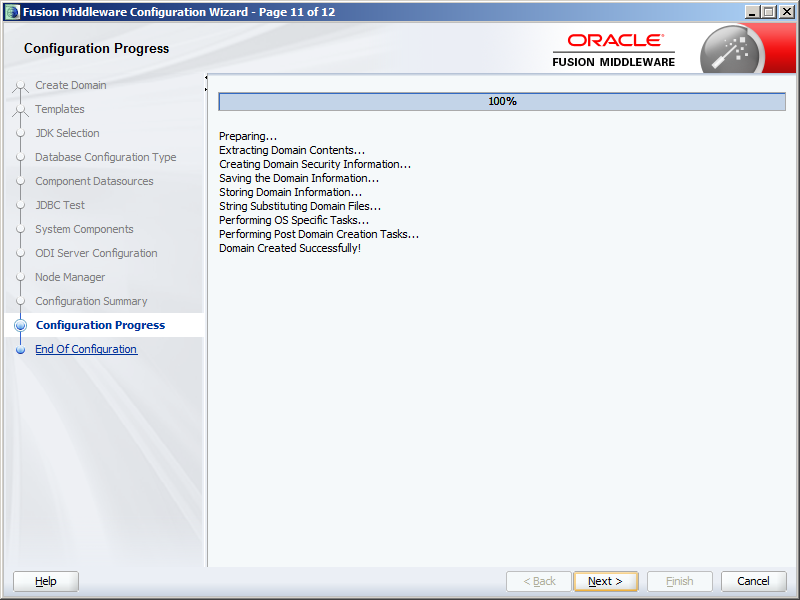 Fusion Middleware Configuration Wizard - Page 11 of 12
Configuration Progress
ORACLE
FUSION MIDDLEWARE
Create Domain
Templates
JDK Selection
Database Configuration Type
Component Datasources
JDBC Test
System Components
ODI Server Configuration
Node Manager
Configuration Summary
Configuration Progress
End Of Configuration
100%
Preparing...
Extracting Domain Contents...
Creating Domain Security Information...
Saving the Domain Information...
Storing Domain Information...
String Substituting Domain Files...
Performing OS Specific Tasks...
Performing Post Domain Creation Tasks...
Domain Created Successfully!
Help
< Back
Next >
Finish
Cancel